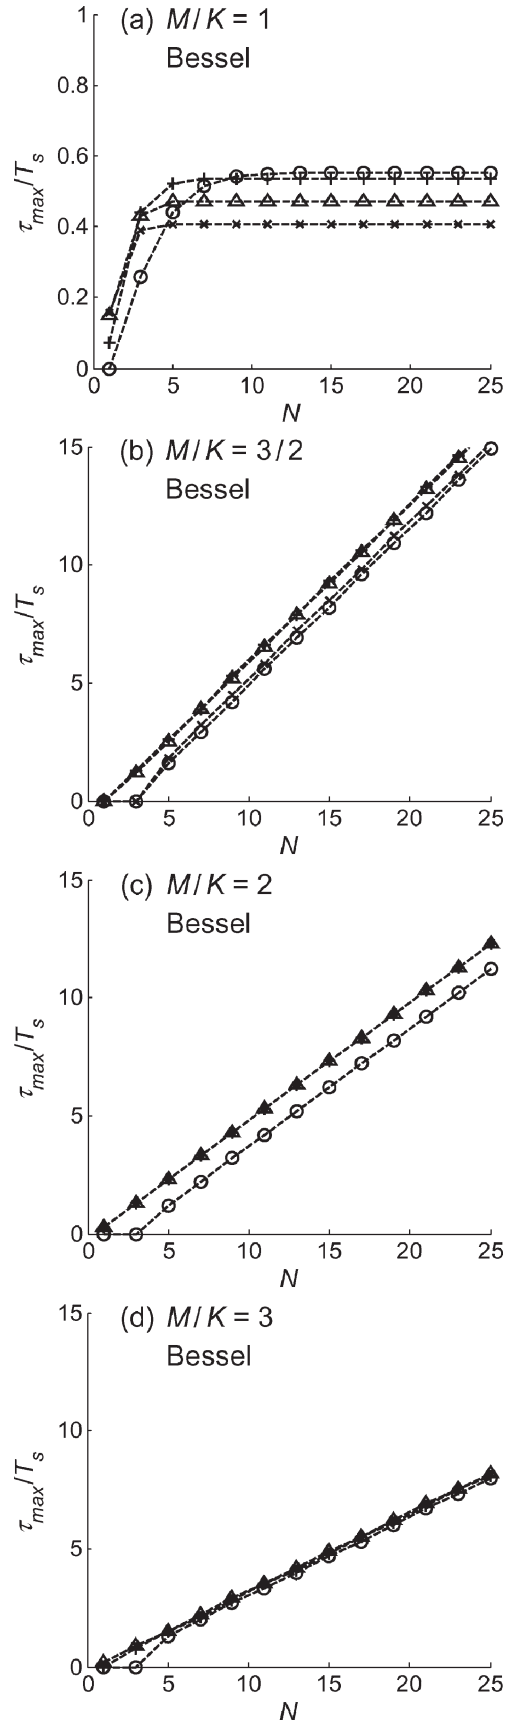 (a) M/K = 1
Bessel
1
0.8
0.6
0.4
0.2
0
τmax/Ts
0 5 10 15 20 25
N
(b) M/K = 3/2
Bessel
15
10
5
0
τmax/Ts
0 5 10 15 20 25
N
(c) M/K = 2
Bessel
15
10
5
0
τmax/Ts
0 5 10 15 20 25
N
(d) M/K = 3
Bessel
15
10
5
0
τmax/Ts
0 5 10 15 20 25
N